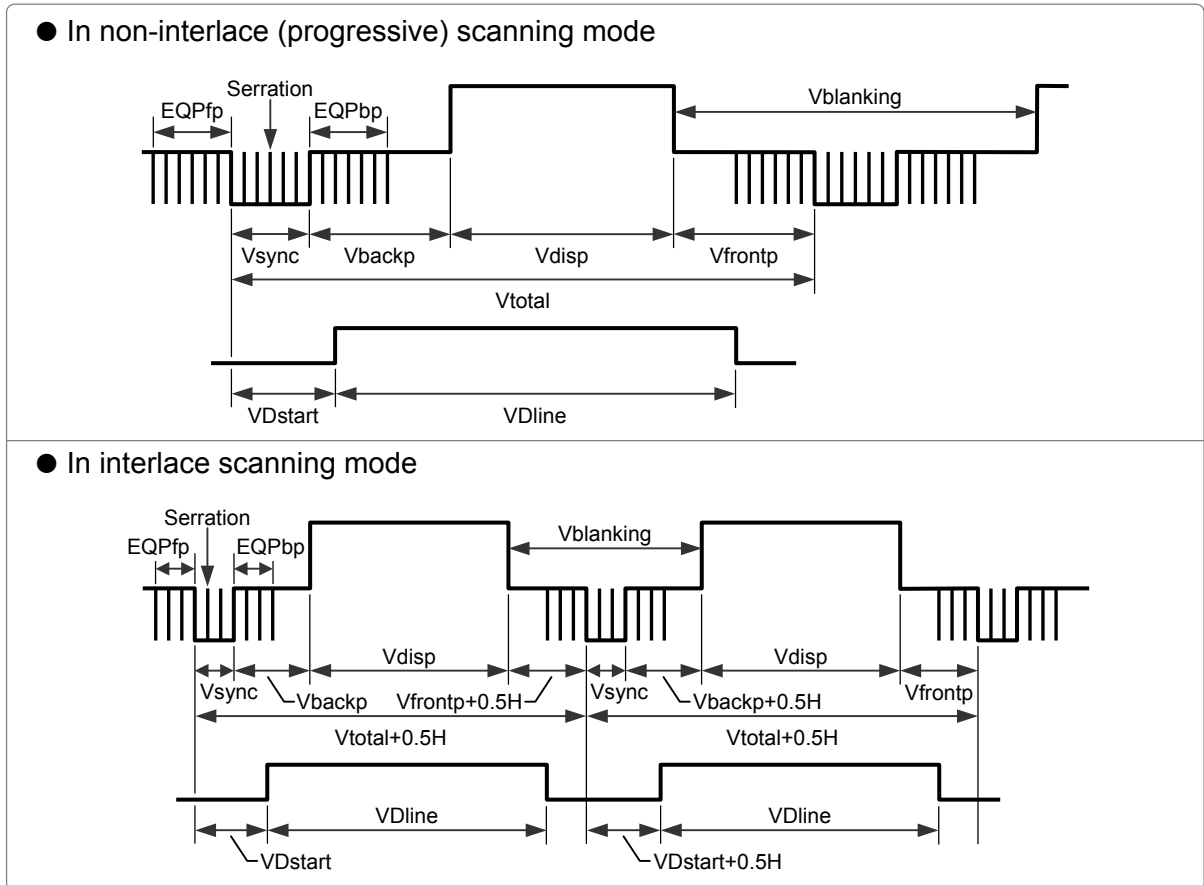 ● In non-interlace (progressive) scanning mode
Serration
EQPfp
EQPbp
Vblanking
Vsync
Vbackp
Vdisp
Vfrontp
Vtotal
VDstart
VDline
● In interlace scanning mode
Serration
EQPfp
EQPbp
Vblanking
Vdisp
Vdisp
Vsync
Vbackp
Vfrontp+0.5H
Vsync
Vbackp+0.5H
Vfrontp
Vtotal+0.5H
Vtotal+0.5H
VDline
VDline
VDstart
VDstart+0.5H